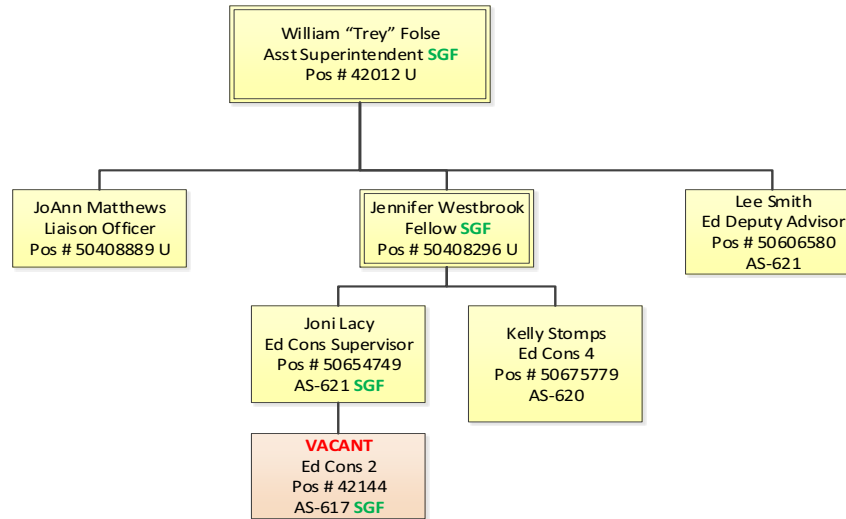 William “Trey” Folse
Asst Superintendent SGF
Pos # 42012 U
JoAnn Matthews
Liaison Officer
Pos # 50408889 U
Jennifer Westbrook
Fellow SGF
Pos # 50408296 U
Lee Smith
Ed Deputy Advisor
Pos # 50606580
AS-621
Joni Lacy
Ed Cons Supervisor
Pos # 50654749
AS-621 SGF
Kelly Stomps
Ed Cons 4
Pos # 50675779
AS-620
VACANT
Ed Cons 2
Pos # 42144
AS-617 SGF